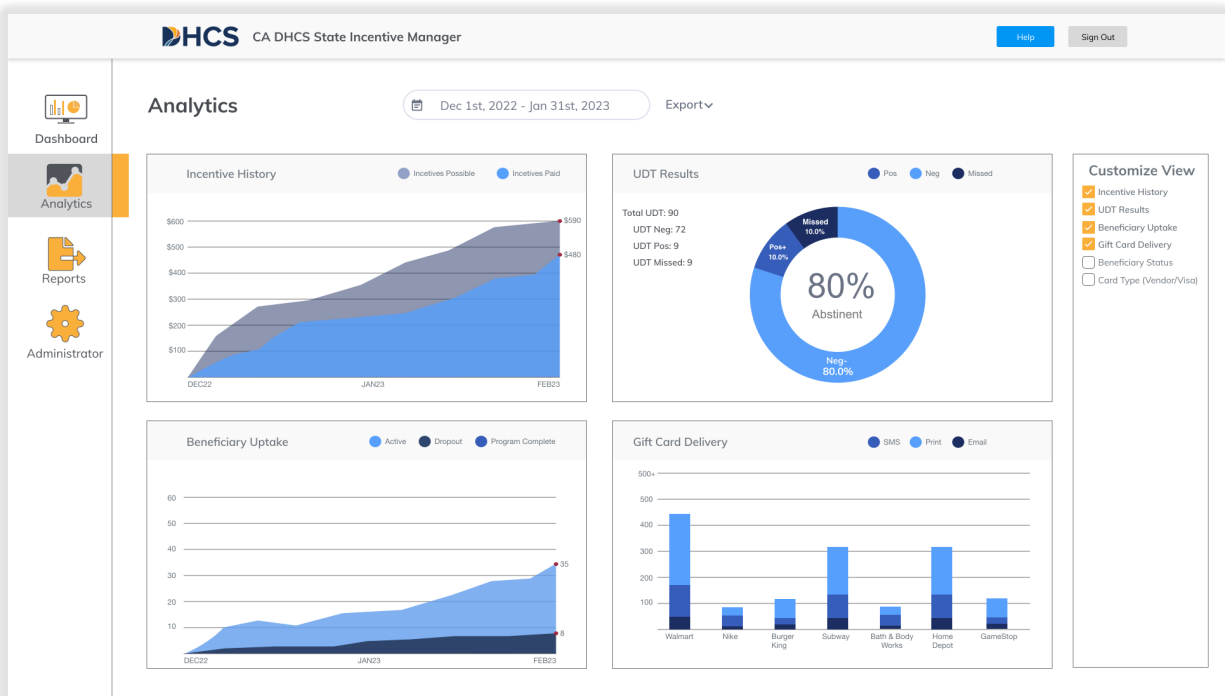 DHCS CA DHCS State Incentive Manager
Help
Sign Out
Dashboard
Analytics
Reports
Administrator
Analytics
Dec 1st, 2022 - Jan 31st, 2023
Export
Incentive History
Incetives Possible
Incetives Paid
$600
$500
$400
$300
$200
$100
$590
$480
DEC22
JAN23
FEB23
UDT Results
Pos
Neg
Missed
Total UDT: 90
UDT Neg: 72
UDT Pos: 9
UDT Missed: 9
Missed
10.0%
Pos+
10.0%
80%
Abstinent
Neg-
80.0%
Customize View
Incentive History
UDT Results
Beneficiary Uptake
Gift Card Delivery
Beneficiary Status
Card Type (Vendor/Visa)
Beneficiary Uptake
Active
Dropout
Program Complete
60
50
40
30
20
10
35
8
DEC22
JAN23
FEB23
Gift Card Delivery
SMS
Print
Email
500+
500
400
300
200
100
Walmart
Nike
Burger
King
Subway
Bath & Body
Works
Home
Depot
GameStop